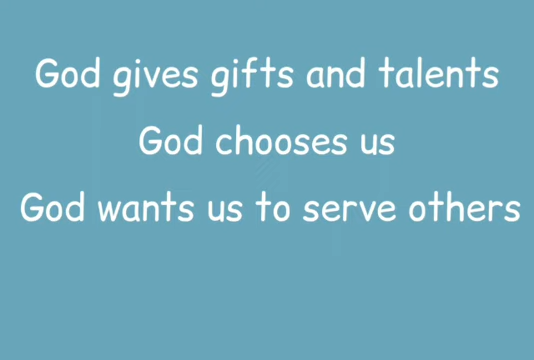 God gives gifts and talents
God chooses us
God wants us to serve others